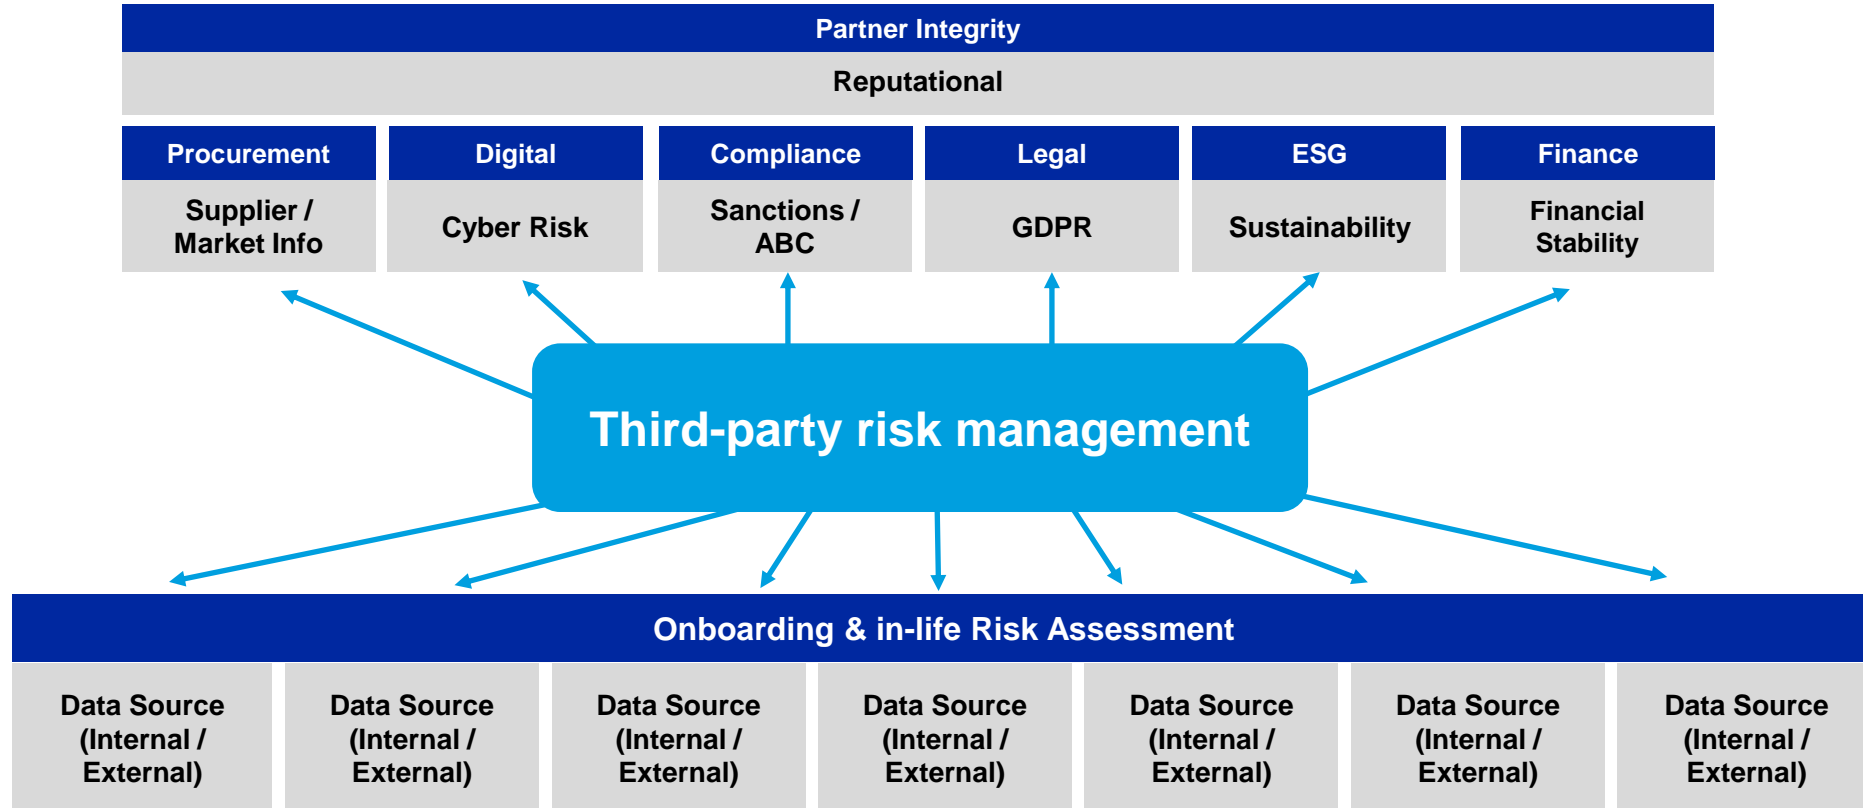 Partner Integrity
Reputational
Procurement
Digital
Compliance
Legal
ESG
Finance
Supplier /
Market Info
Cyber Risk
Sanctions /
ABC
GDPR
Sustainability
Financial
Stability
Third-party risk management
Onboarding & in-life Risk Assessment
Data Source
(Internal /
External)
Data Source
(Internal /
External)
Data Source
(Internal /
External)
Data Source
(Internal /
External)
Data Source
(Internal /
External)
Data Source
(Internal /
External)
Data Source
(Internal /
External)